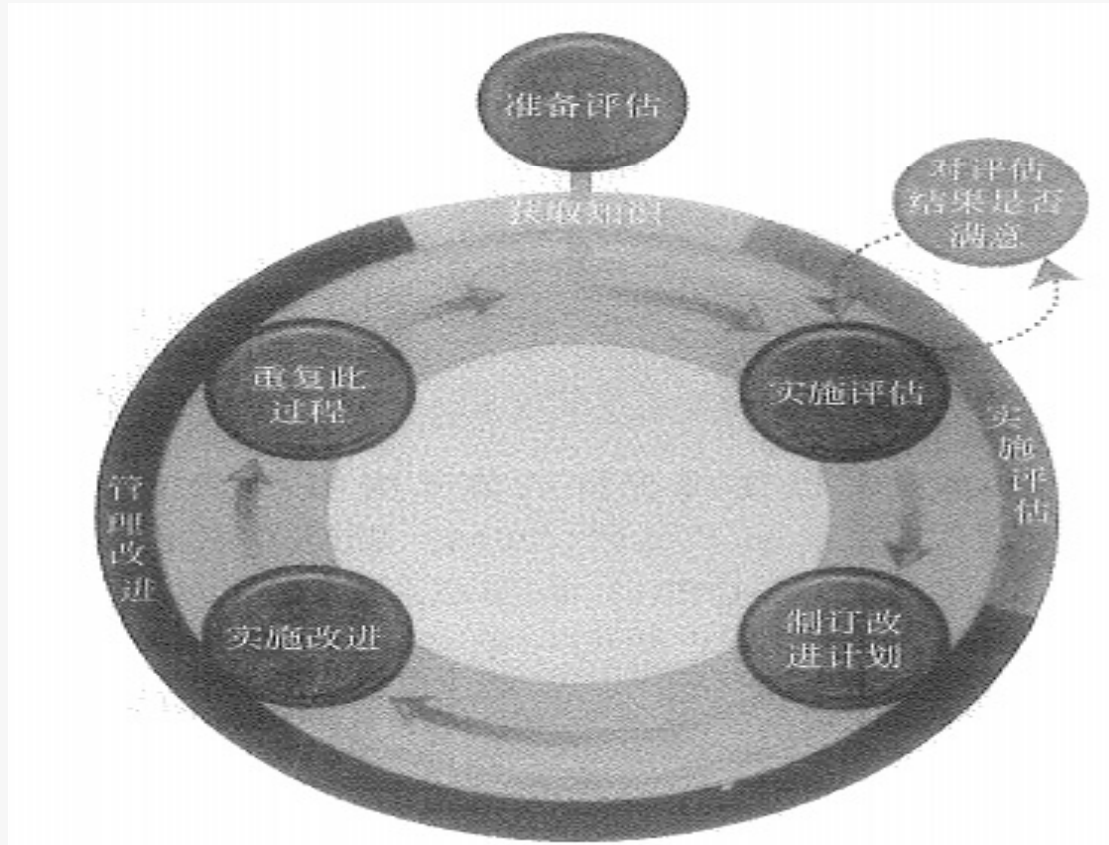 准备评估
对评估
结果是否
满意
获取知识
重复此
过程
实施评估
实施评估
管理改进
实施改进
制订改
进计划